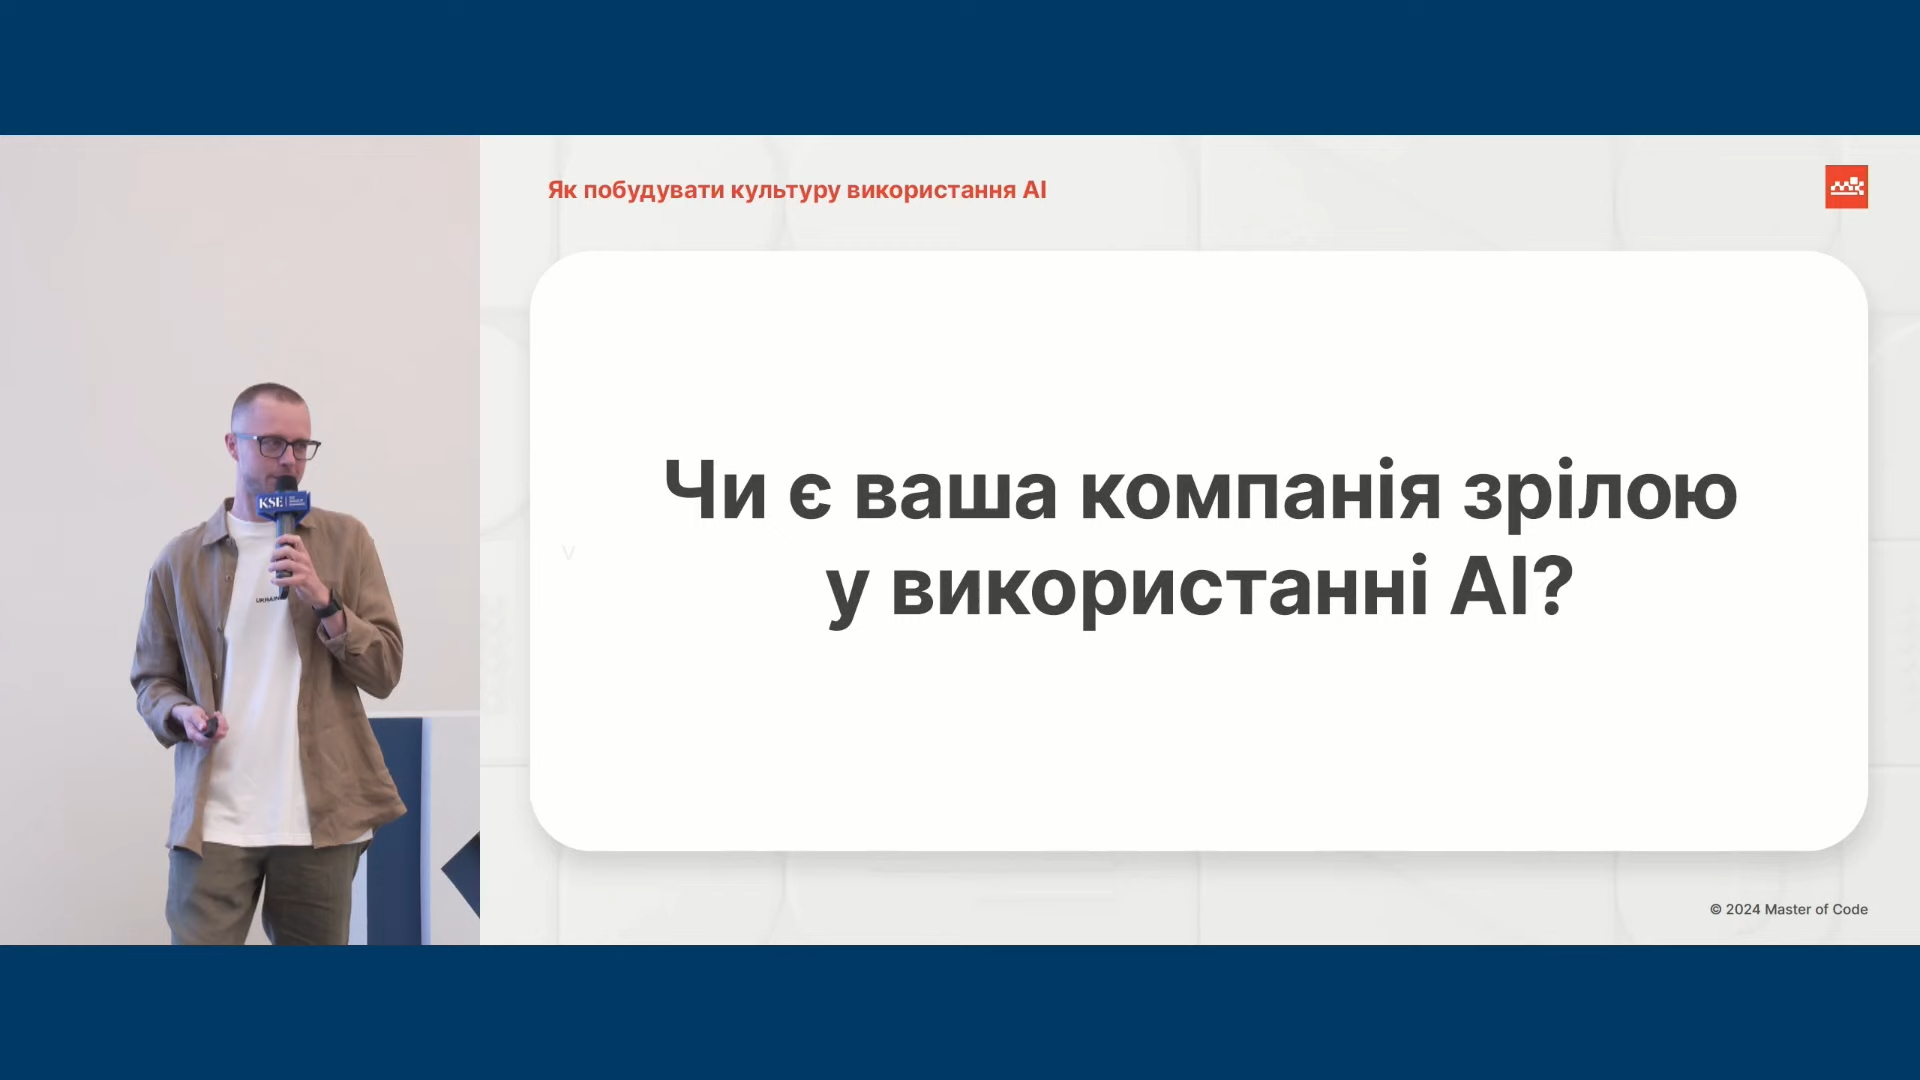 Як побудувати культуру використання AI
Чи є ваша компанія зрілою
у використанні AI?
V
© 2024 Master of Code
KSE